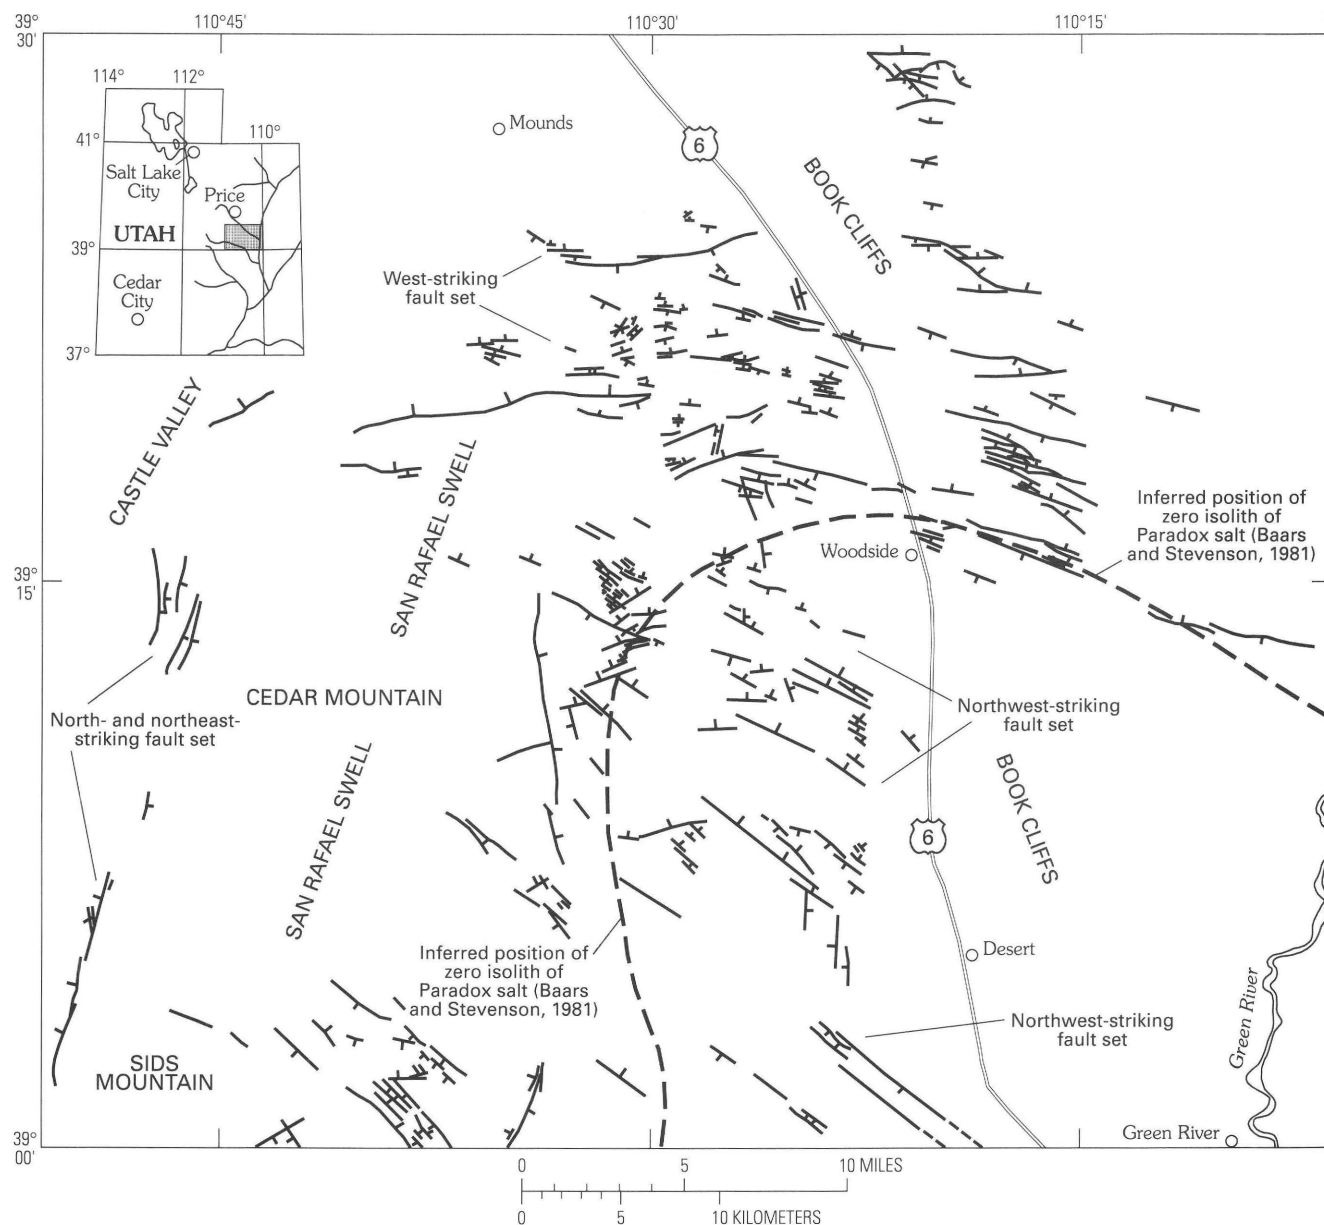 39°
30'
110°45'
110°30'
110°15'
114°
112°
110°
41°
Salt Lake
City
Price
UTAH
39°
Cedar
City
37°
Mounds
6
BOOK CLIFFS
West-striking
fault set
CASTLE VALLEY
SAN RAFAEL SWELL
Inferred position of
zero isolith of
Paradox salt (Baars
and Stevenson, 1981)
Woodside
39°
15'
CEDAR MOUNTAIN
North- and northeast-
striking fault set
Northwest-striking
fault set
SAN RAFAEL SWELL
BOOK CLIFFS
6
Inferred position of
zero isolith of
Paradox salt (Baars
and Stevenson, 1981)
Desert
Northwest-striking
fault set
Green River
SIDS
MOUNTAIN
Green River
39°
00'
0 5 10 MILES
0 5 10 KILOMETERS